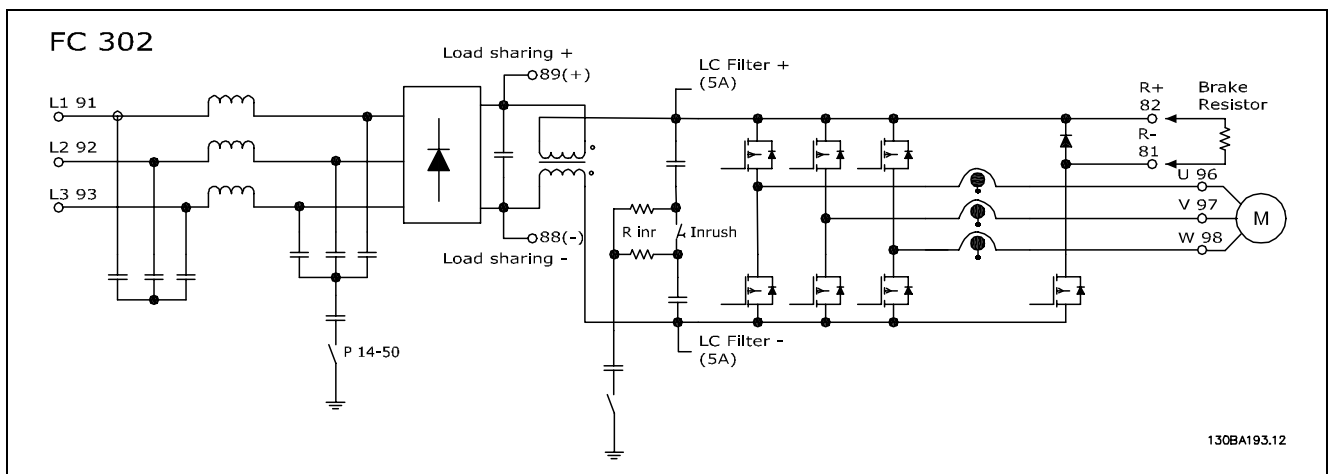 FC 302
Load sharing +
89(+)
LC Filter +
(5A)
R+
82
Brake
Resistor
R-
81
L1 91
L2 92
L3 93
U 96
V 97
W 98
M
R inr
Inrush
88(-)
Load sharing -
LC Filter -
(5A)
P 14-50
130BA193.12